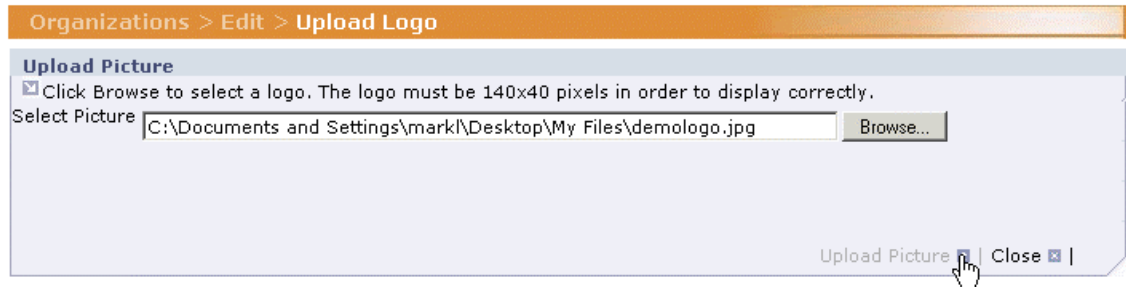 Organizations > Edit > Upload Logo
Upload Picture
Click Browse to select a logo. The logo must be 140x40 pixels in order to display correctly.
Select Picture C:\Documents and Settings\markl\Desktop\My Files\demologo.jpg Browse...
Upload Picture | Close |